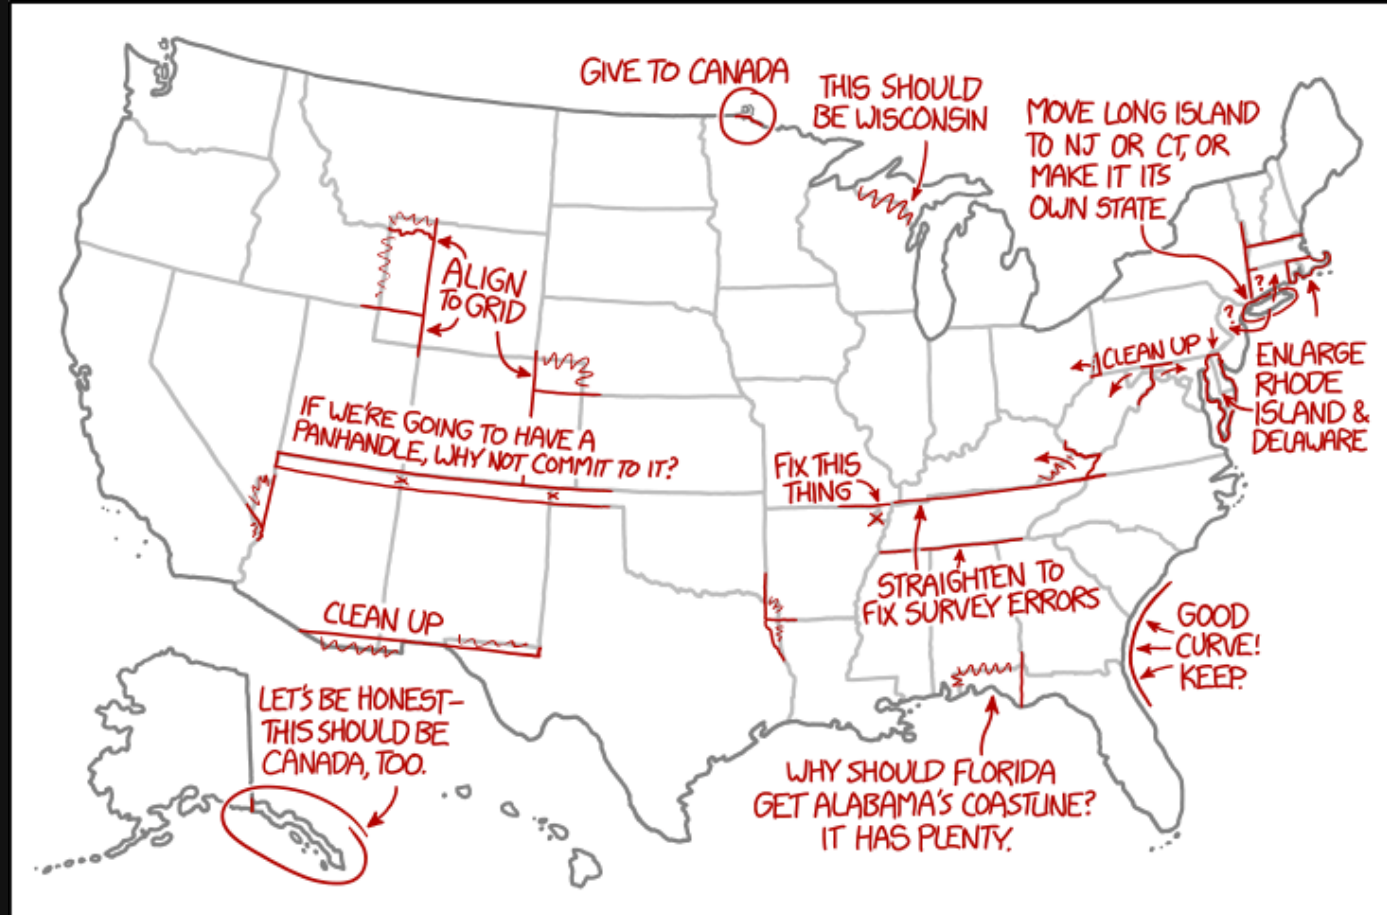 GIVE TO CANADA
THIS SHOULD
BE WISCONSIN
MOVE LONG ISLAND
TO NJ OR CT, OR
MAKE IT ITS
OWN STATE
ALIGN
TO GRID
?
?
CLEAN UP
ENLARGE
RHODE
ISLAND &
DELAWARE
IF WE'RE GOING TO HAVE A
PANHANDLE, WHY NOT COMMIT TO IT?
FIX THIS
THING
STRAIGHTEN TO
FIX SURVEY ERRORS
CLEAN UP
GOOD
CURVE!
KEEP.
LET'S BE HONEST—
THIS SHOULD BE
CANADA, TOO.
WHY SHOULD FLORIDA
GET ALABAMA'S COASTLINE?
IT HAS PLENTY.